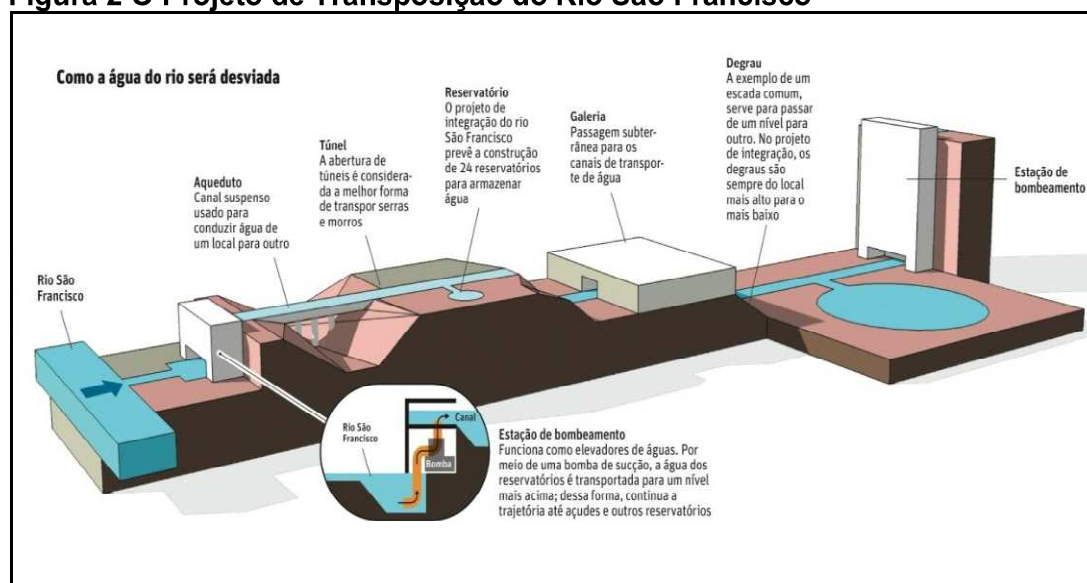 Figura 2 O Projeto de Transposição do Rio São Francisco
Como a água do rio será desviada
Rio São
Francisco
Aqueduto
Canal suspenso
usado para
conduzir água de
um local para outro
Túnel
A abertura de
túneis é considera-
da a melhor forma
de transpor serras
e morros
Reservatório
O projeto de
integração do rio
São Francisco
prevê a construção
de 24 reservatórios
para armazenar
água
Galeria
Passagem subter-
rânea para os
canais de transpor-
te de água
Degrau
A exemplo de um
escada comum,
serve para passar
de um nível para
outro. No projeto
de integração, os
degraus são
sempre do local
mais alto para o
mais baixo
Estação de
bombeamento
Rio São
Francisco
Canal
Bomba
Estação de bombeamento
Funciona como elevadores de águas. Por
meio de uma bomba de sucção, a água dos
reservatórios é transportada para um nível
mais acima; dessa forma, continua a
trajetória até açudes e outros reservatórios